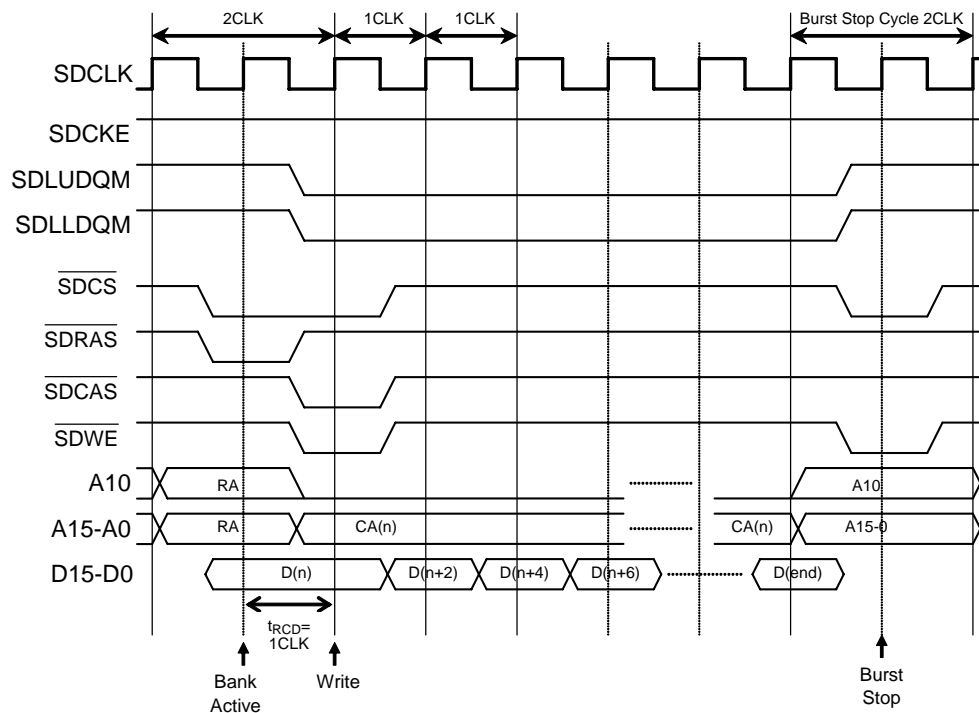 2CLK 1CLK 1CLK Burst Stop Cycle 2CLK
SDCLK
SDCKE
SDLUDQM
SDLLDQM
SDCS
SDRAS
SDCAS
SDWE
A10 RA A10
A15-A0 RA CA(n) CA(n) A15-0
D15-D0 D(n) D(n+2) D(n+4) D(n+6) D(end)
tRCD=
1CLK
Bank
Active
Write
Burst
Stop